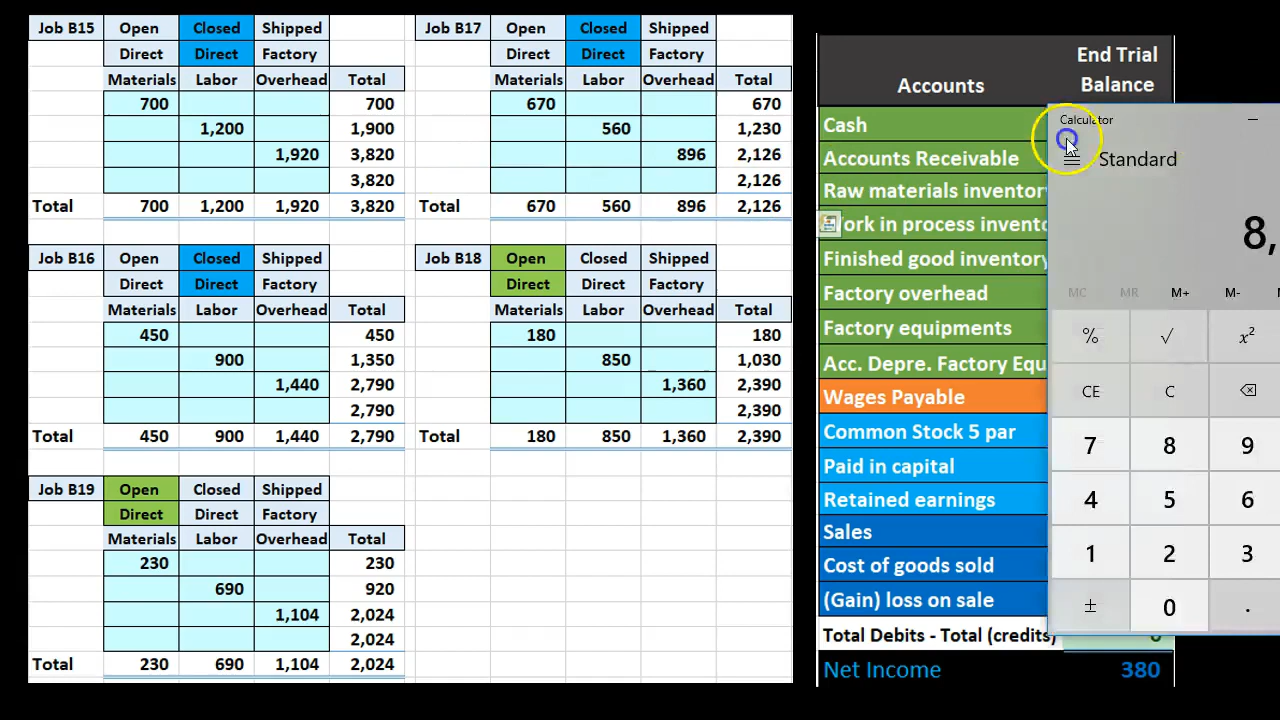 Job B15 Open Closed Shipped
Direct Direct Factory
Materials Labor Overhead Total
700 700
1,200 1,900
1,920 3,820
3,820
Total 700 1,200 1,920 3,820
Job B17 Open Closed Shipped
Direct Direct Factory
Materials Labor Overhead Total
670 670
560 1,230
896 2,126
2,126
Total 670 560 896 2,126
Job B16 Open Closed Shipped
Direct Direct Factory
Materials Labor Overhead Total
450 450
900 1,350
1,440 2,790
2,790
Total 450 900 1,440 2,790
Job B18 Open Closed Shipped
Direct Direct Factory
Materials Labor Overhead Total
180 180
850 1,030
1,360 2,390
2,390
Total 180 850 1,360 2,390
Job B19 Open Closed Shipped
Direct Direct Factory
Materials Labor Overhead Total
230 230
690 920
1,104 2,024
2,024
Total 230 690 1,104 2,024
End Trial
Accounts Balance
Cash
Accounts Receivable
Raw materials inventory
ork in process invento
Finished good inventory
Factory overhead
Factory equipments
Acc. Depre. Factory Equ
Wages Payable
Common Stock 5 par
Paid in capital
Retained earnings
Sales
Cost of goods sold
(Gain) loss on sale
Total Debits - Total (credits)
Net Income 380
Calculator
Standard
8,
MC MR M+ M-
% √ x²
CE C
7 8 9
4 5 6
1 2 3
± 0 .